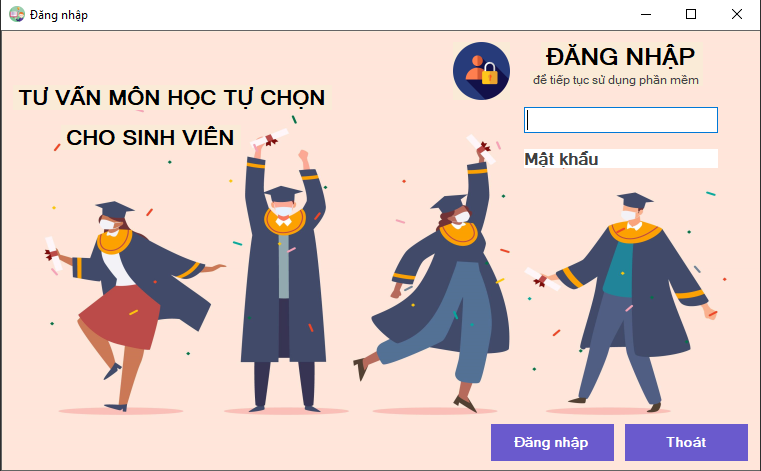 Đăng nhập
ĐĂNG NHẬP
để tiếp tục sử dụng phần mềm
TƯ VẤN MÔN HỌC TỰ CHỌN
CHO SINH VIÊN
Mật khẩu
Đăng nhập
Thoát